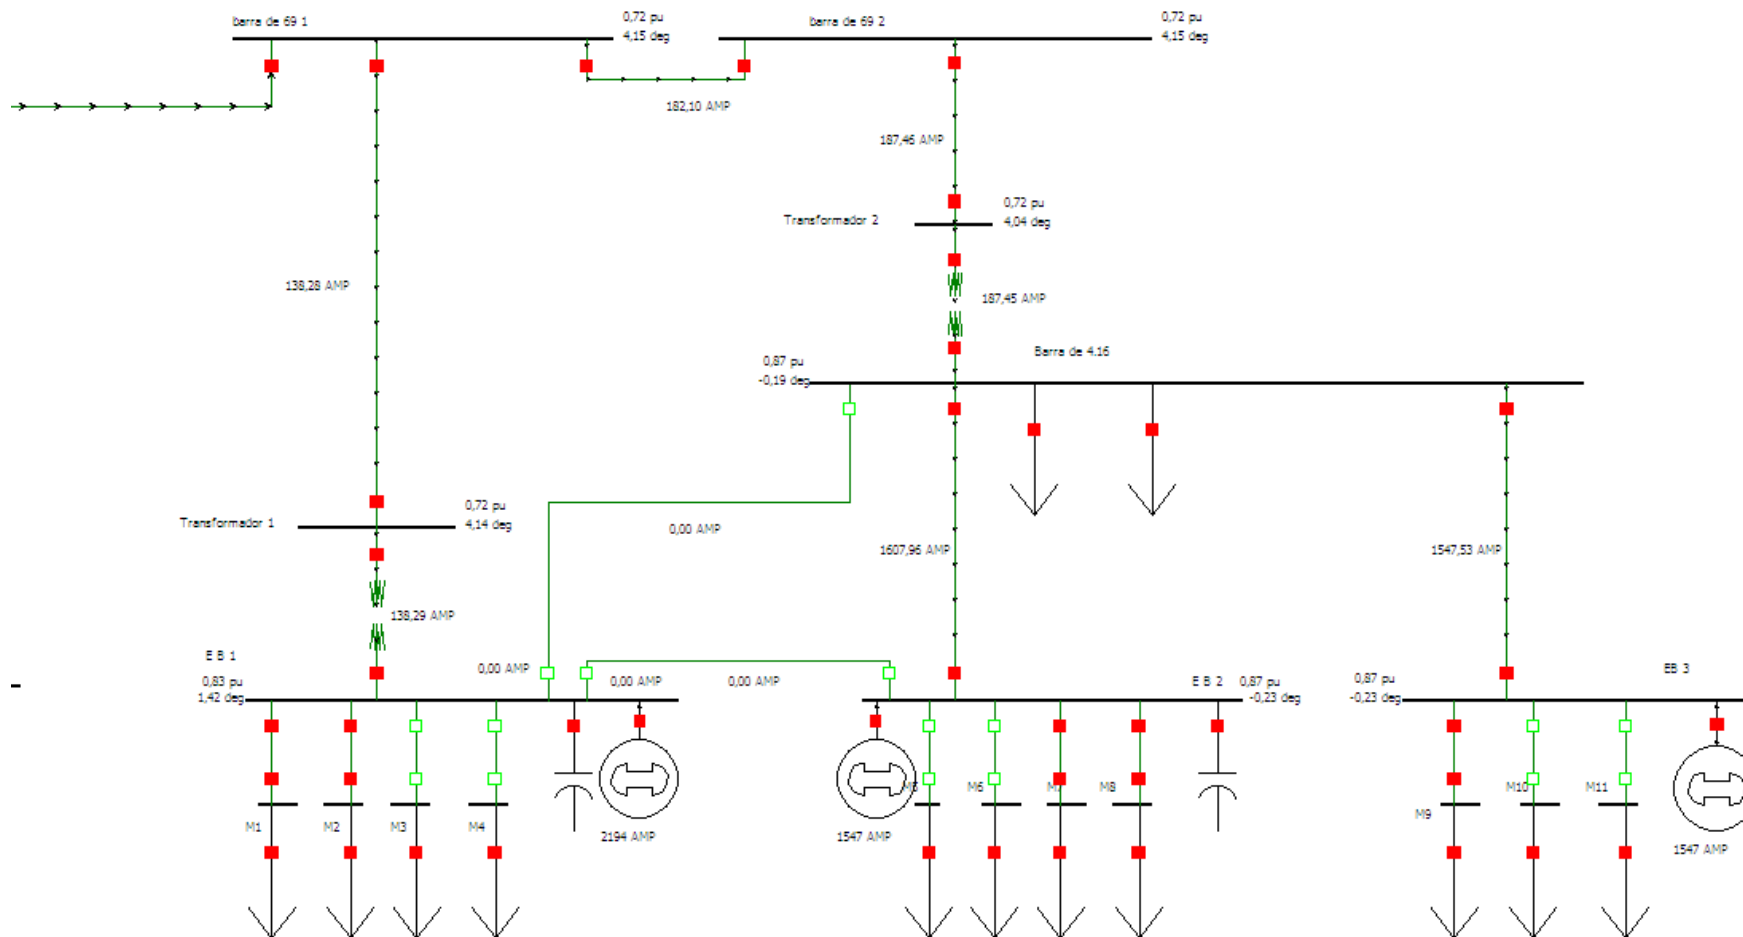 barra de 69 1
0,72 pu
4,15 deg
barra de 69 2
0,72 pu
4,15 deg
182,10 AMP
187,46 AMP
Transformador 2
0,72 pu
4,04 deg
138,28 AMP
187,45 AMP
Barra de 4.16
0,87 pu
-0,19 deg
Transformador 1
0,72 pu
4,14 deg
0,00 AMP
1607,96 AMP
1547,53 AMP
138,29 AMP
E B 1
0,83 pu
1,42 deg
0,00 AMP
0,00 AMP
0,00 AMP
E B 2
0,87 pu
-0,23 deg
0,87 pu
-0,23 deg
EB 3
M1
M2
M3
M4
2194 AMP
1547 AMP
M6
M8
M9
M10
M11
1547 AMP